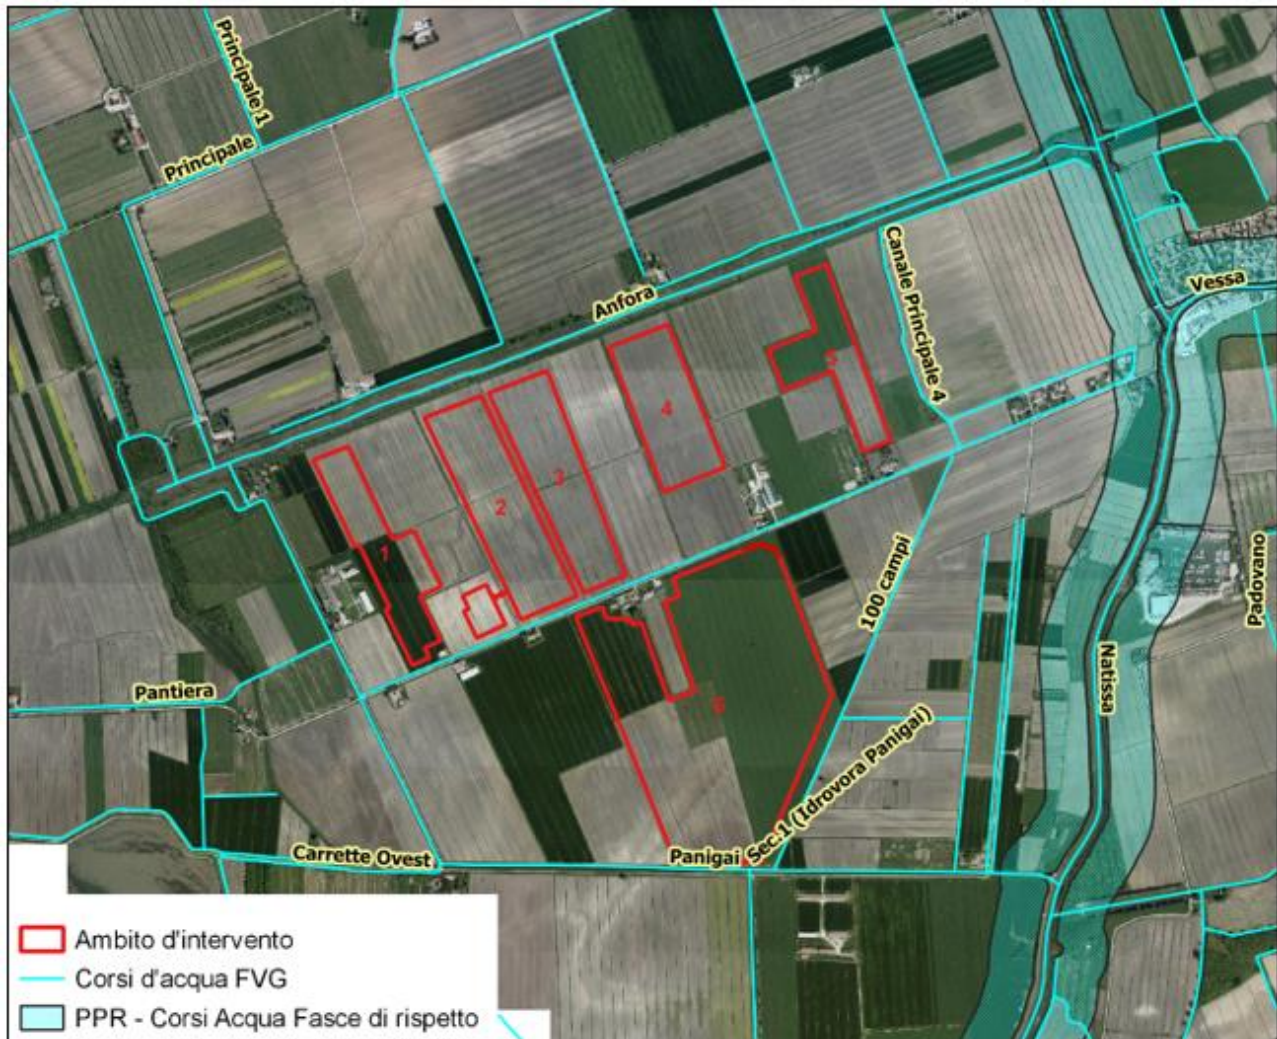 Principale 1
Principale
Anfora
Canale Principale 4
Vessa
5
4
3
2
1
100 campi
Padovano
Natissa
Pantiera
6
Panigai Sec.1 (Idrovora Panigai)
Carrette Ovest
Ambito d'intervento
Corsi d'acqua FVG
PPR - Corsi Acqua Fasce di rispetto